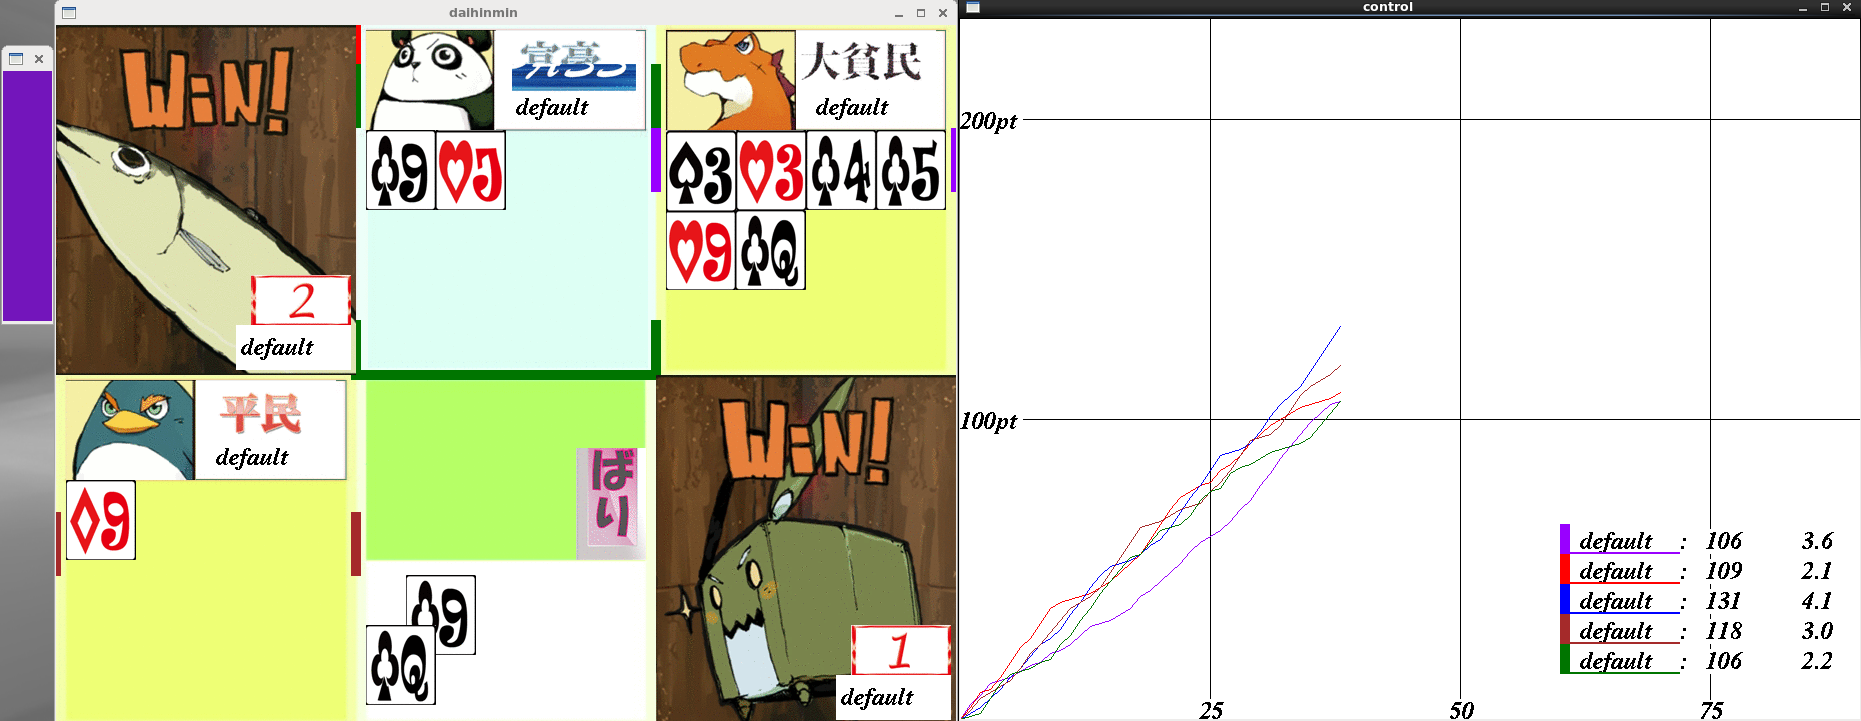 daihinmin
control
WiN!
2
default
default
大貧民
default
♣9 ♥J
♠3 ♥3 ♣4 ♣5
♥9 ♣Q
平民
default
♦9
ばり
♣9
♣Q
WiN!
1
default
200pt
100pt
25 50 75
default : 106 3.6
default : 109 2.1
default : 131 4.1
default : 118 3.0
default : 106 2.2